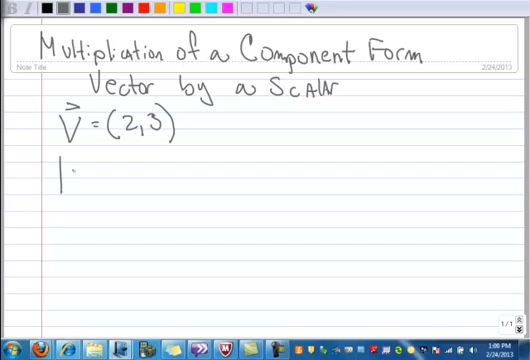 B I
Multiplication of a Component Form
Note Title
2/24/2013
Vector by a Scalar
V = (2,3)
|
1/1
1:00 PM
2/24/2013